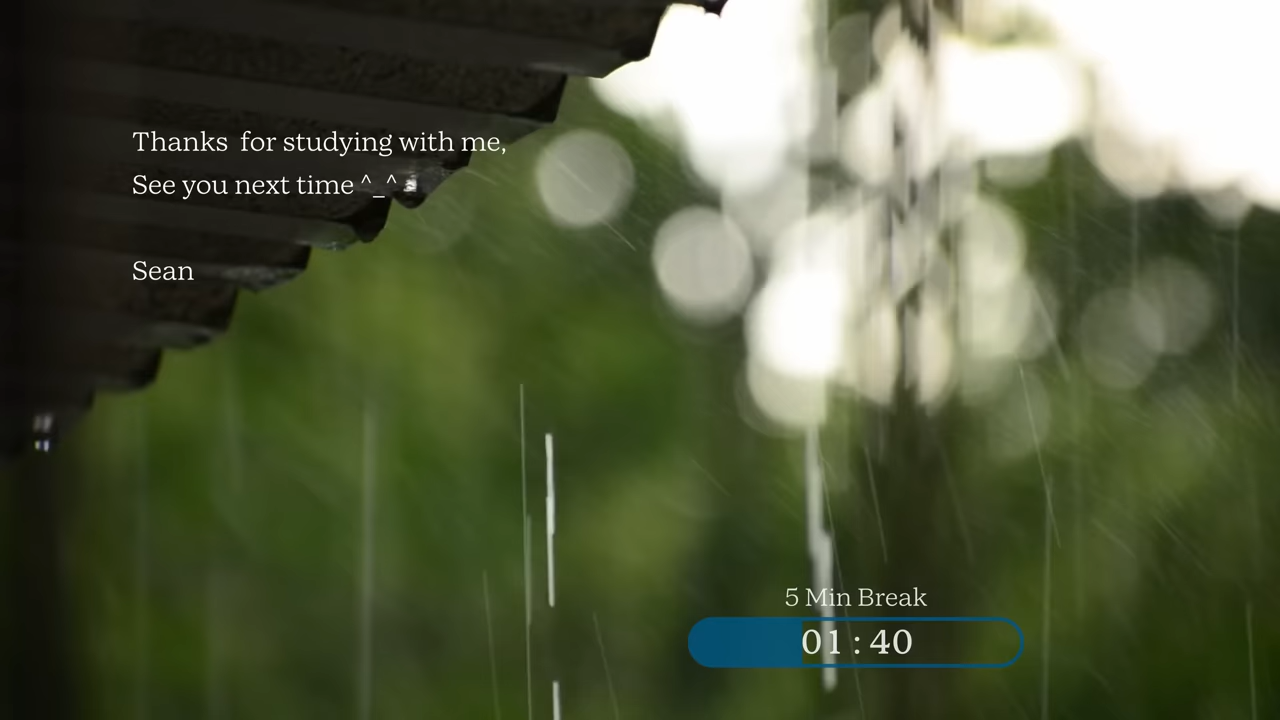 Thanks  for studying with me,
See you next time ^_^
Sean
5 Min Break
01 : 40